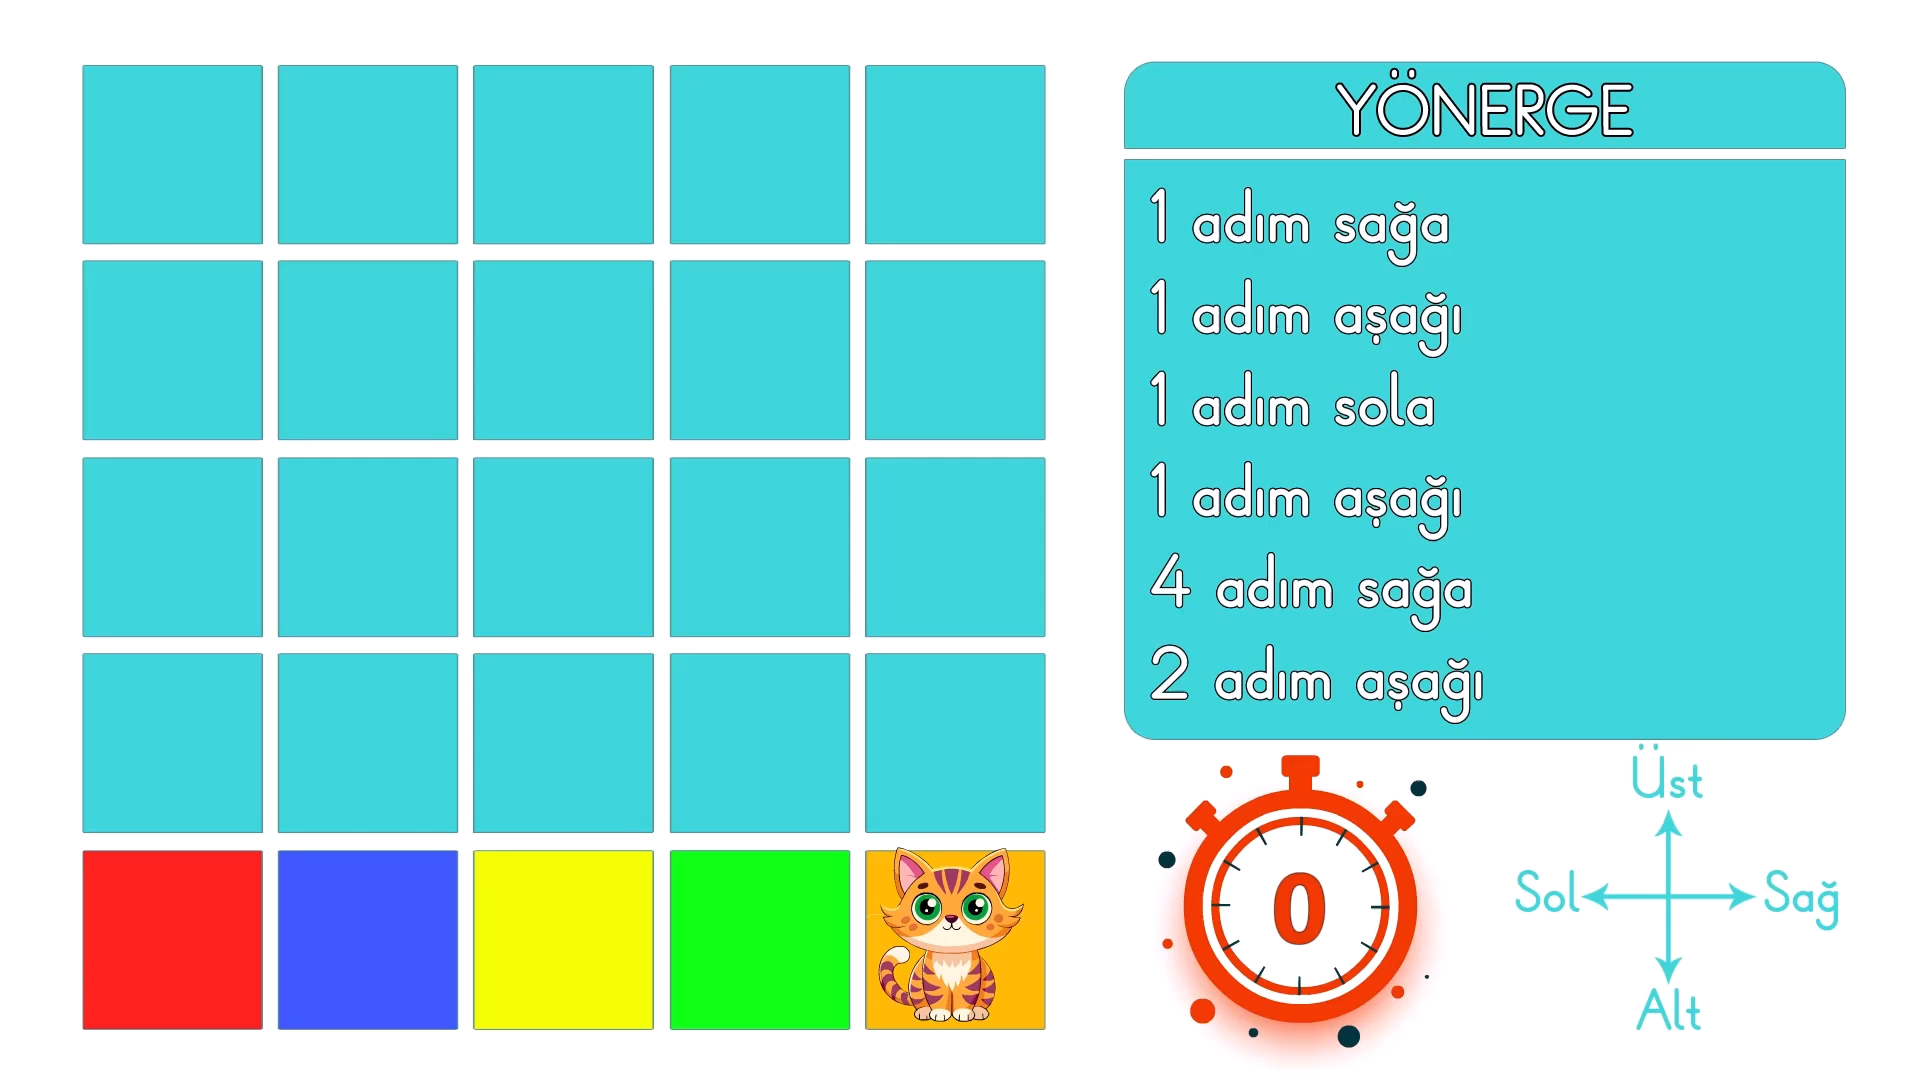 YÖNERGE
1 adım sağa
1 adım aşağı
1 adım sola
1 adım aşağı
4 adım sağa
2 adım aşağı
0
Üst
Sol Sağ
Alt